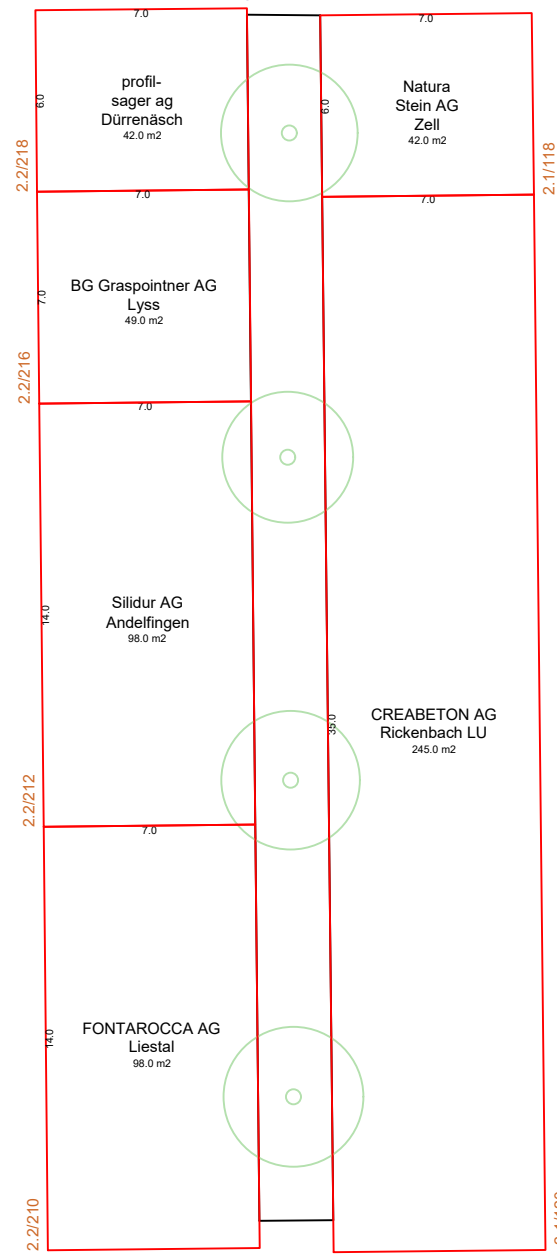 7.0
6.0
profil-
sager ag
Dürrenäsch
42.0 m2
2.2/218
7.0
7.0
BG Graspointner AG
Lyss
49.0 m2
2.2/216
7.0
14.0
Silidur AG
Andelfingen
98.0 m2
2.2/212
7.0
14.0
FONTAROCCA AG
Liestal
98.0 m2
2.2/210
7.0
6.0
Natura
Stein AG
Zell
42.0 m2
2.1/118
7.0
35.0
CREABETON AG
Rickenbach LU
245.0 m2